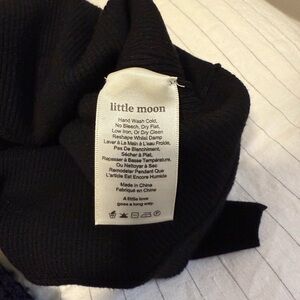 little moon
Hand Wash Cold,
No Bleech, Dry Flat,
Low Iron, Or Dry Cleen
Reshape Whilst Damp
Laver A La Main A L'eau Froide,
Pas De Blanchiment,
Sécher à Plat,
Repasser à Basse Température,
Ou Nettoyer à Sec
Remodeler Pendant Que
L'article Est Encore Humide
Made in China
Fabriqué en Chine
A little love
goes a long way.